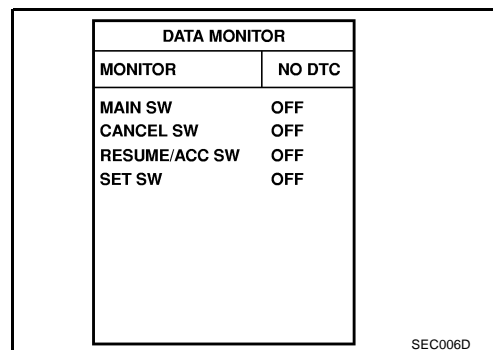 DATA MONITOR
MONITOR NO DTC
MAIN SW OFF
CANCEL SW OFF
RESUME/ACC SW OFF
SET SW OFF
SEC006D